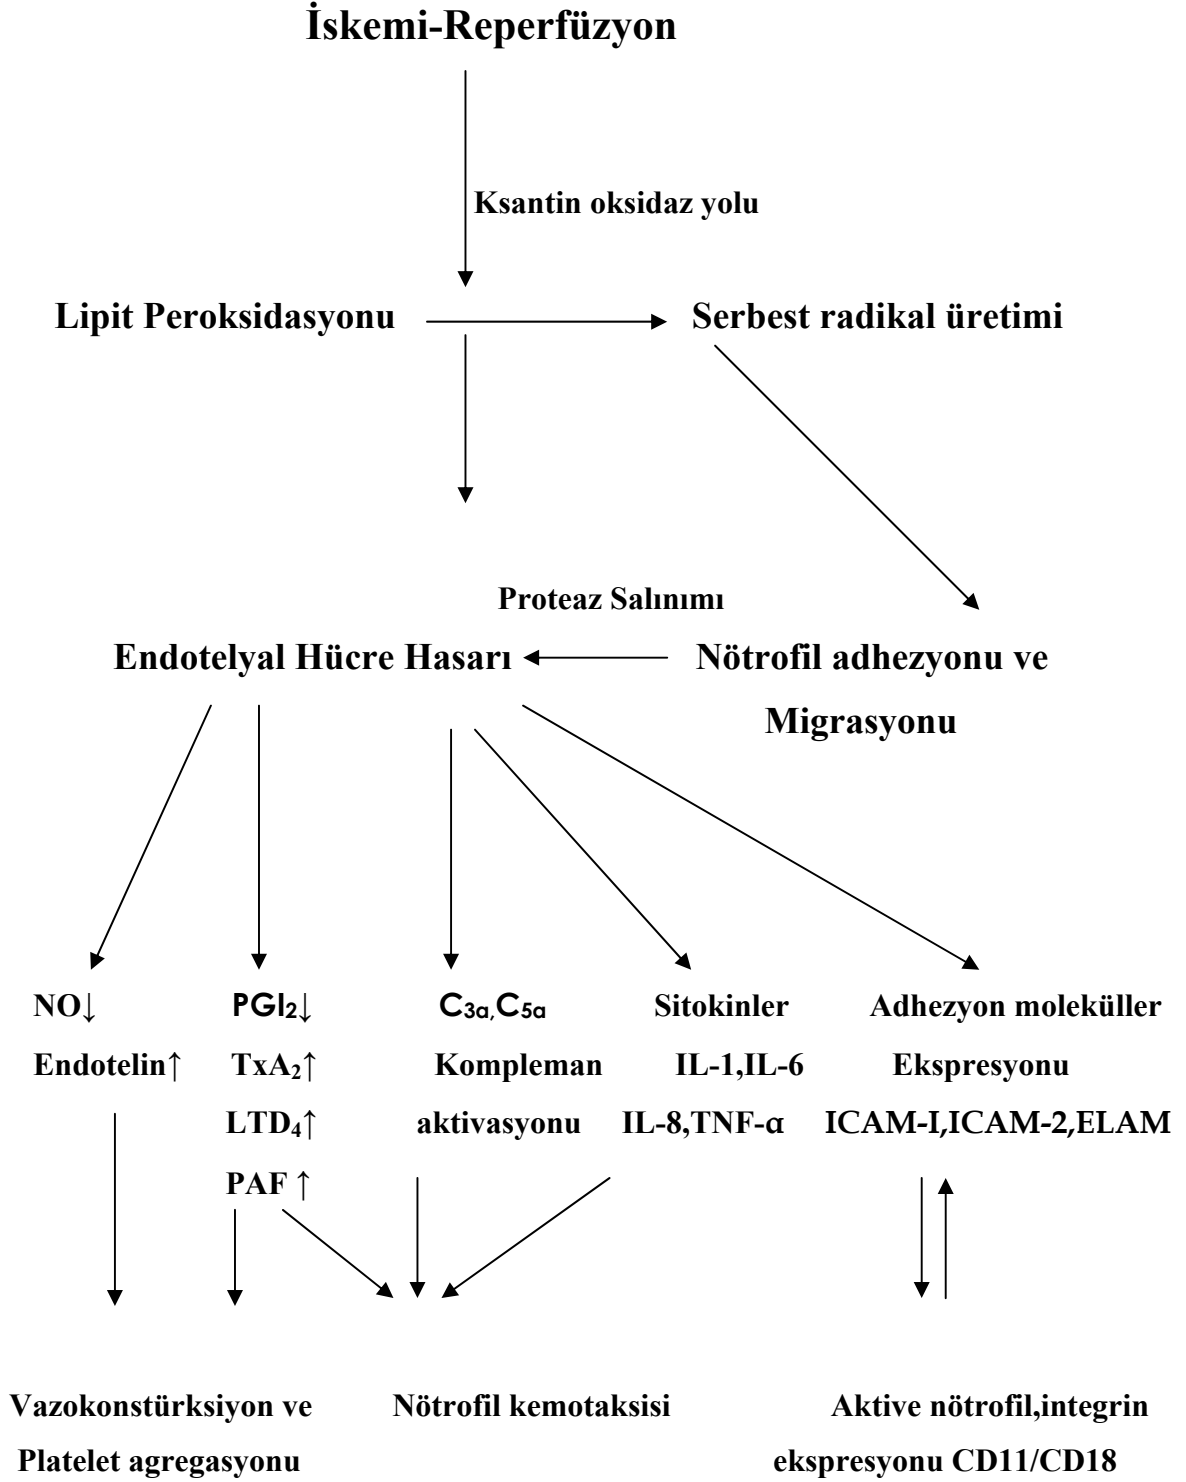 İskemi-Reperfüzyon
Ksantin oksidaz yolu
Lipit Peroksidasyonu Serbest radikal üretimi
Proteaz Salınımı
Endotelyal Hücre Hasarı Nötrofil adhezyonu ve
Migrasyonu
NO↓ PGI₂↓ C₃ₐ,C₅ₐ Sitokinler Adhezyon moleküller
Endotelin↑ TxA₂↑ Kompleman IL-1,IL-6 Ekspresyonu
LTD₄↑ aktivasyonu IL-8,TNF-α ICAM-I,ICAM-2,ELAM
PAF ↑
Vazokonstürksiyon ve Nötrofil kemotaksisi Aktive nötrofil,integrin
Platelet agregasyonu ekspresyonu CD11/CD18